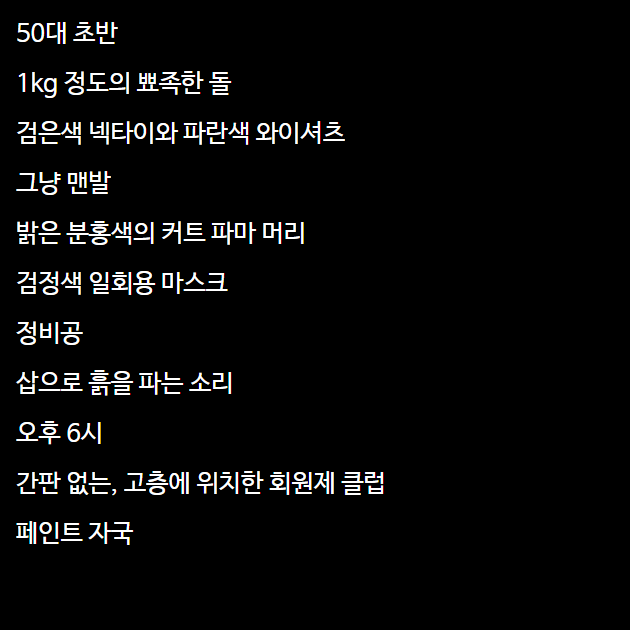 50대 초반
1kg 정도의 뾰족한 돌
검은색 넥타이와 파란색 와이셔츠
그냥 맨발
밝은 분홍색의 커트 파마 머리
검정색 일회용 마스크
정비공
삽으로 흙을 파는 소리
오후 6시
간판 없는, 고층에 위치한 회원제 클럽
페인트 자국